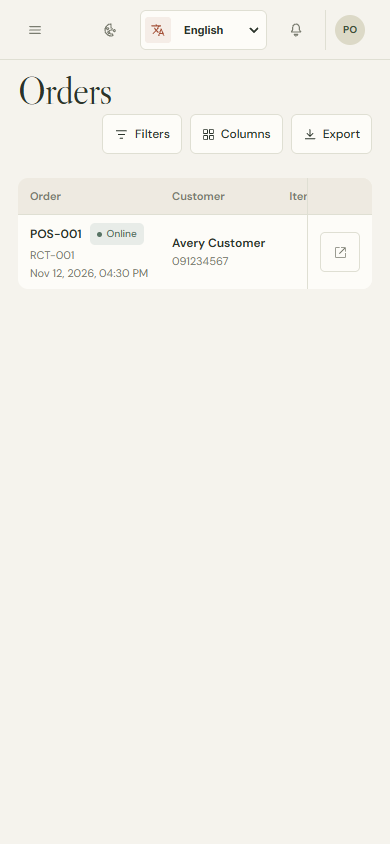 English
PO
Orders
Filters
Columns
Export
Order
Customer
POS-001
Online
RCT-001
Nov 12, 2026, 04:30 PM
Avery Customer
091234567